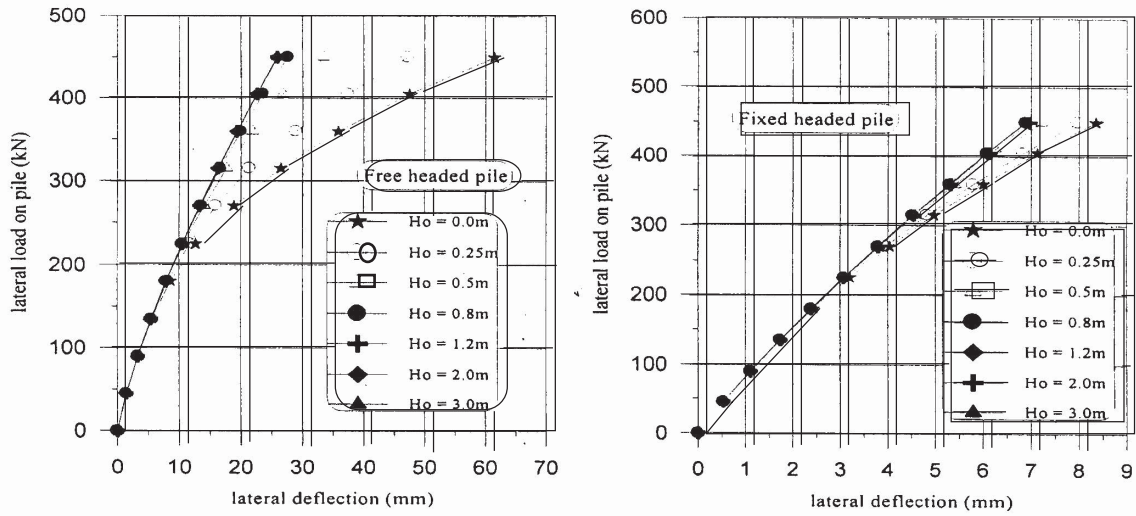 500
400
300
200
100
0
0 10 20 30 40 50 60 70
lateral load on pile (kN)
lateral deflection (mm)
Free headed pile
Ho = 0.0m
Ho = 0.25m
Ho = 0.5m
Ho = 0.8m
Ho = 1.2m
Ho = 2.0m
Ho = 3.0m
600
500
400
300
200
100
0
0 1 2 3 4 5 6 7 8 9
lateral load on pile (kN)
lateral deflection (mm)
Fixed headed pile
Ho = 0.0m
Ho = 0.25m
Ho = 0.5m
Ho = 0.8m
Ho = 1.2m
Ho = 2.0m
Ho = 3.0m